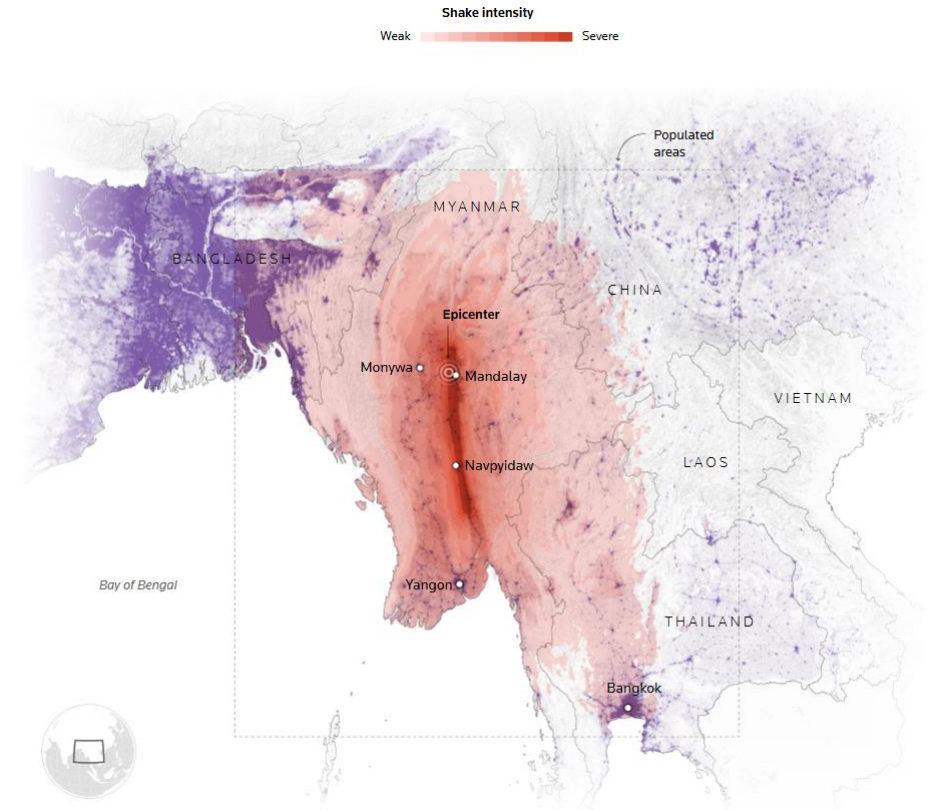 Shake intensity
Weak
Severe
Populated
areas
MYANMAR
BANGLADESH
CHINA
Epicenter
Monywa
Mandalay
VIETNAM
LAOS
Navpyidaw
Bay of Bengal
Yangon
THAILAND
Bangkok